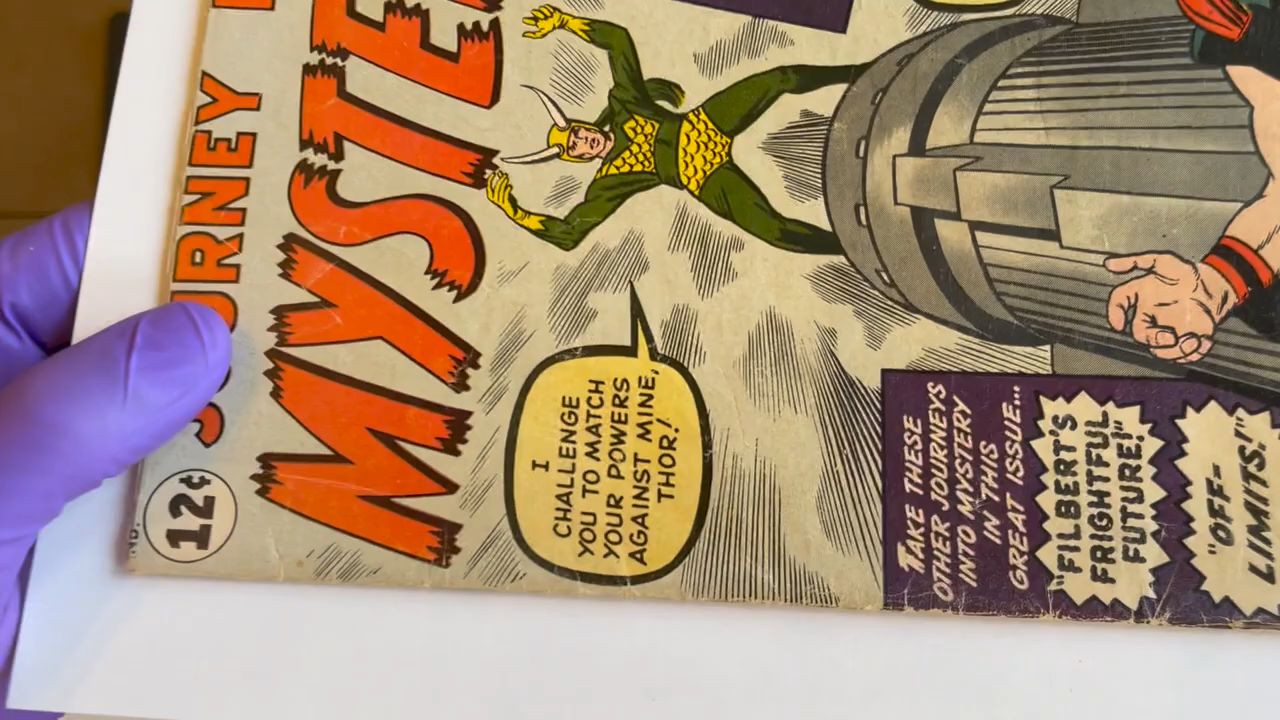 IND.
12¢
MYSTE
I
CHALLENGE
YOU TO MATCH
YOUR POWERS
AGAINST MINE,
THOR!
TAKE THESE
OTHER JOURNEYS
INTO MYSTERY
IN THIS
GREAT ISSUE...
"FILBERT'S
FRIGHTFUL
FUTURE!"
"OFF-
LIMITS!"